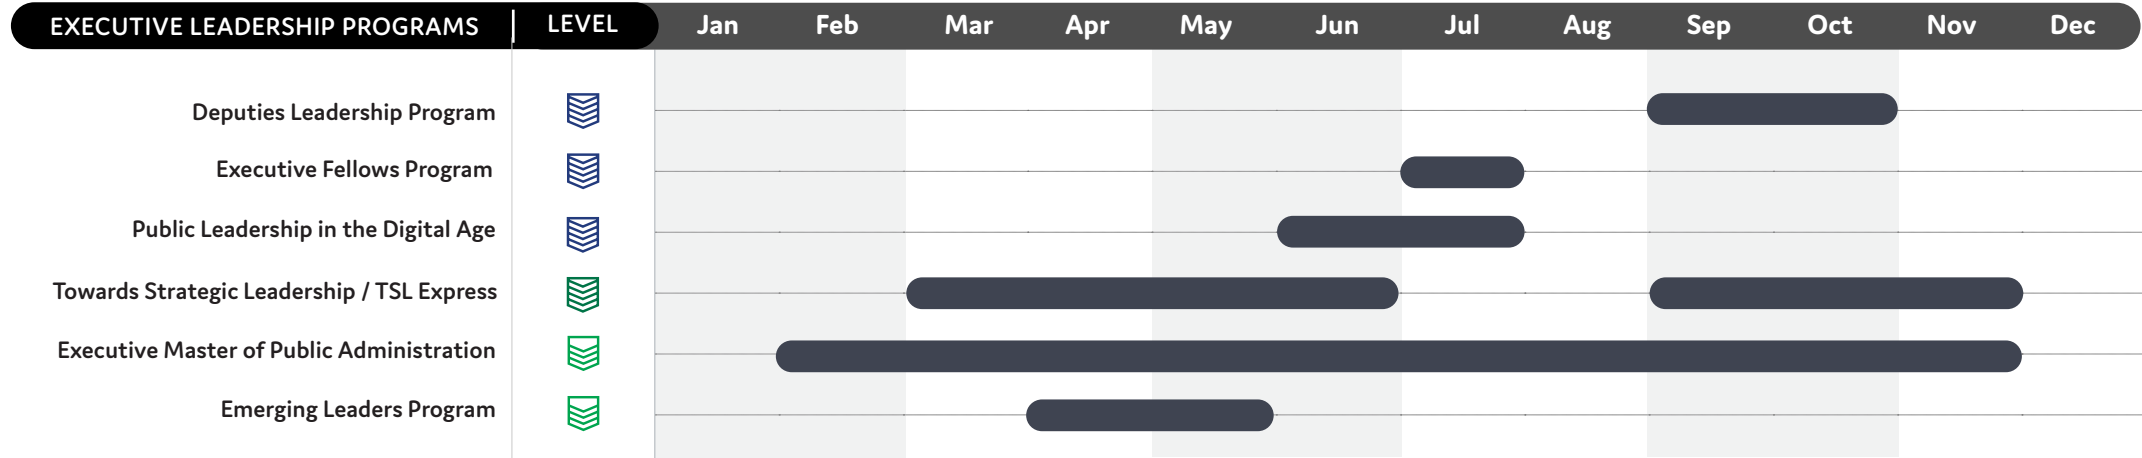 EXECUTIVE LEADERSHIP PROGRAMS LEVEL Jan Feb Mar Apr May Jun Jul Aug Sep Oct Nov Dec
Deputies Leadership Program
Executive Fellows Program
Public Leadership in the Digital Age
Towards Strategic Leadership / TSL Express
Executive Master of Public Administration
Emerging Leaders Program